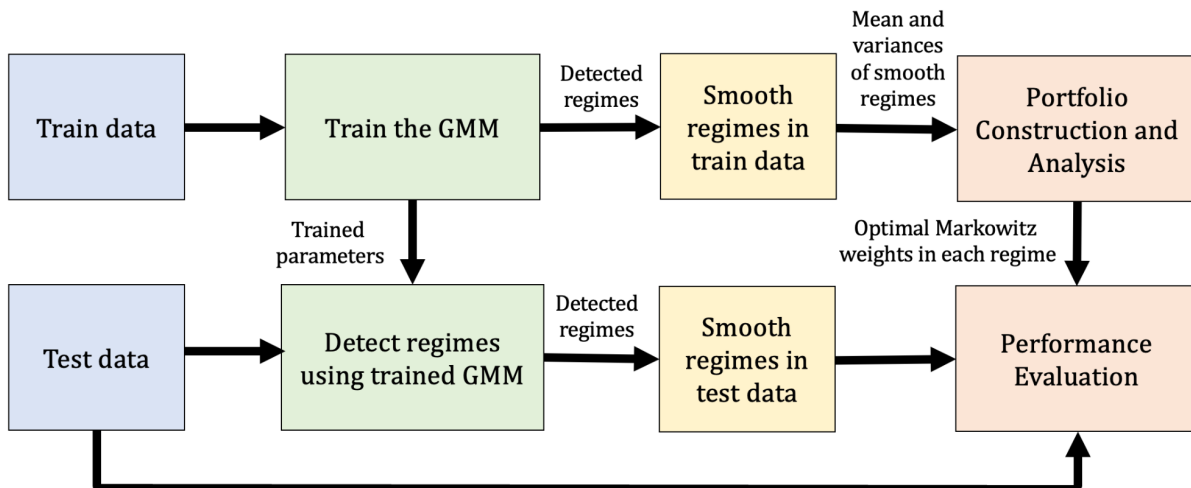 Train data
Train the GMM
Detected
regimes
Smooth
regimes in
train data
Mean and
variances
of smooth
regimes
Portfolio
Construction and
Analysis
Trained
parameters
Optimal Markowitz
weights in each regime
Test data
Detect regimes
using trained GMM
Detected
regimes
Smooth
regimes in
test data
Performance
Evaluation